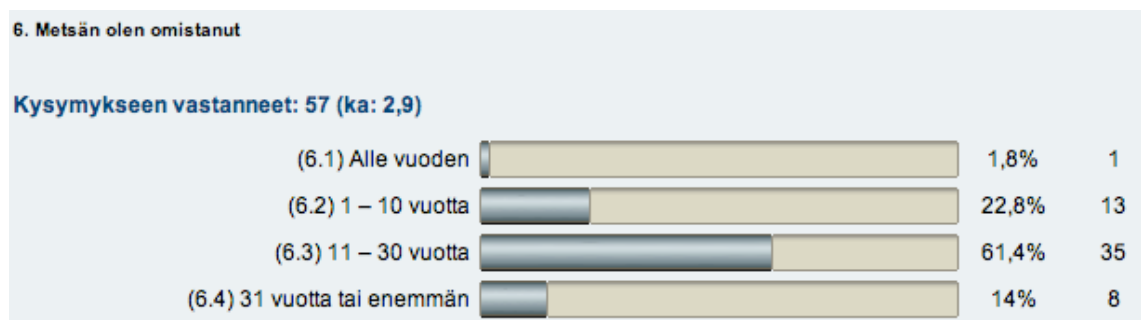 6. Metsän olen omistanut
Kysymykseen vastanneet: 57 (ka: 2,9)
(6.1) Alle vuoden 1,8% 1
(6.2) 1 – 10 vuotta 22,8% 13
(6.3) 11 – 30 vuotta 61,4% 35
(6.4) 31 vuotta tai enemmän 14% 8